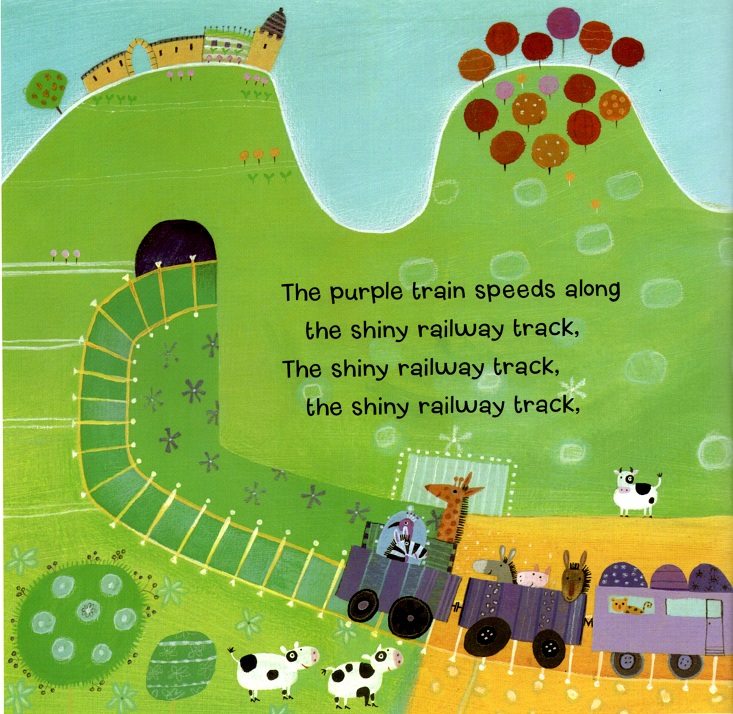 The purple train speeds along
the shiny railway track,
The shiny railway track,
the shiny railway track,